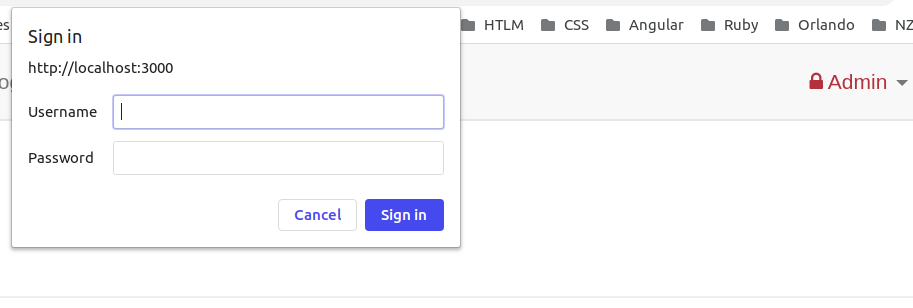 es HTLM CSS Angular Ruby Orlando NZ
Sign in
http://localhost:3000
Admin
Username
Password
Cancel Sign in